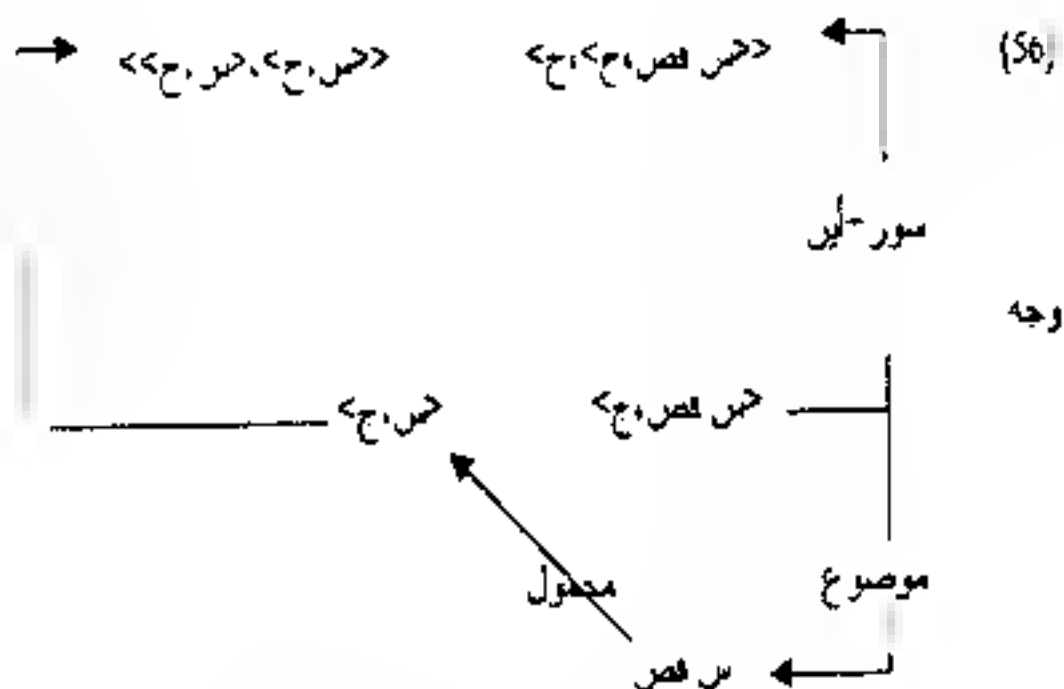 (56) <<س فص،ج>،ج> <<س،ج>،<س،ج>>
سور-أين
وجه
<س فص،ج> <س،ج>
محمول موضوع
س فص